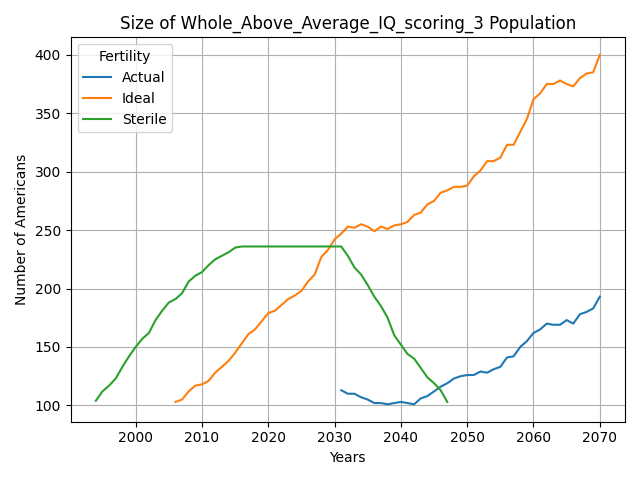 Size of Whole_Above_Average_IQ_scoring_3 Population
Fertility
Actual
Ideal
Sterile
Number of Americans
400
350
300
250
200
150
100
2000 2010 2020 2030 2040 2050 2060 2070
Years